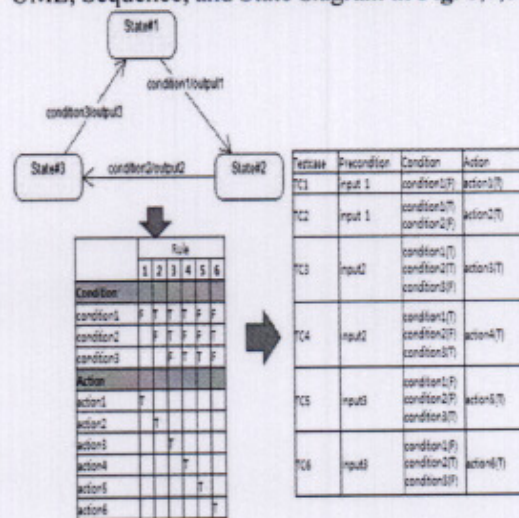 UML, Sequence, and State Diagram in Fig.
State#1
condition3/output3
condition1/output1
State#3
condition2/output2
State#2
Rule
1 2 3 4 5 6
Condition
condition1 F T T T F F
condition2 F T F
condition3 F T T F
Action
action1 T
action2 T
action3 T
action4 T
action5 T
action6 T
Testcase Precondition Condition Action
TC1 input 1 condition1(F) action1(T)
TC2 input 1 condition1(T) action2(T)
condition2(F)
TC3 input2 condition1(T) action3(T)
condition2(T)
condition3(F)
TC4 input2 condition1(T) action4(T)
condition2(F)
condition3(T)
TC5 input3 condition1(F) action5(T)
condition2(F)
condition3(T)
TC6 input3 condition1(F) action6(T)
condition2(T)
condition3(F)